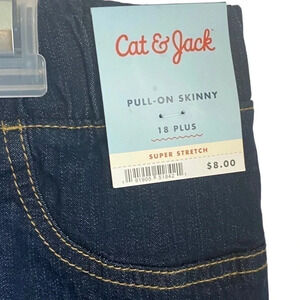 Cat & Jack
PULL-ON SKINNY
18 PLUS
SUPER STRETCH
$8.00